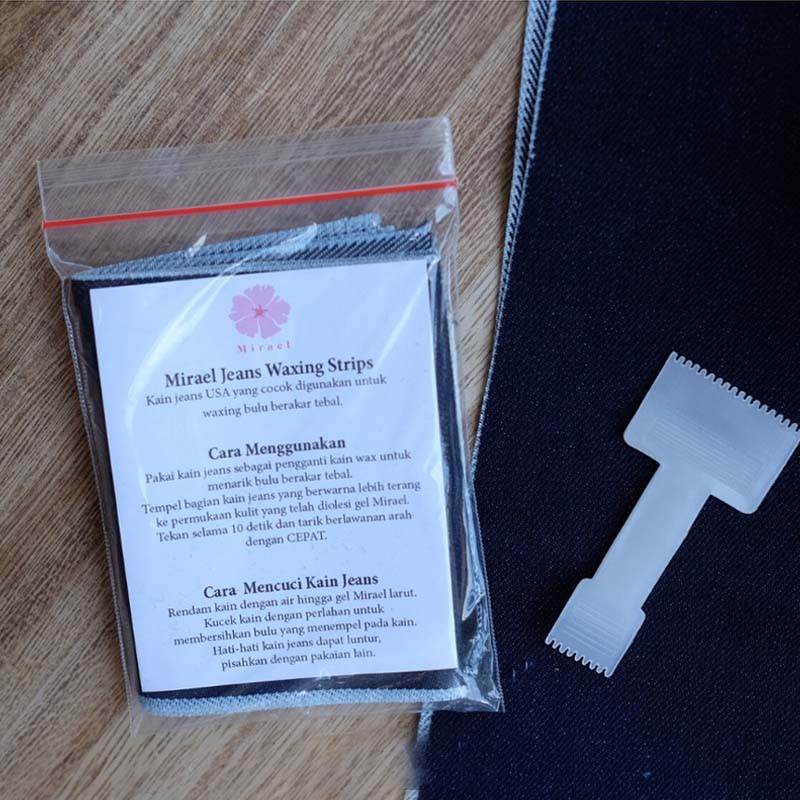 Mirael
Mirael Jeans Waxing Strips
Kain jeans USA yang cocok digunakan untuk
waxing bulu berakar tebal.
Cara Menggunakan
Pakai kain jeans sebagai pengganti kain wax untuk
menarik bulu berakar tebal.
Tempel bagian kain jeans yang berwarna lebih terang
ke permukaan kulit yang telah diolesi gel Mirael.
Tekan selama 10 detik dan tarik berlawanan arah
dengan CEPAT.
Cara Mencuci Kain Jeans
Rendam kain dengan air hingga gel Mirael larut.
Kucek kain dengan perlahan untuk
membersihkan bulu yang menempel pada kain.
Hati-hati kain jeans dapat luntur,
pisahkan dengan pakaian lain.